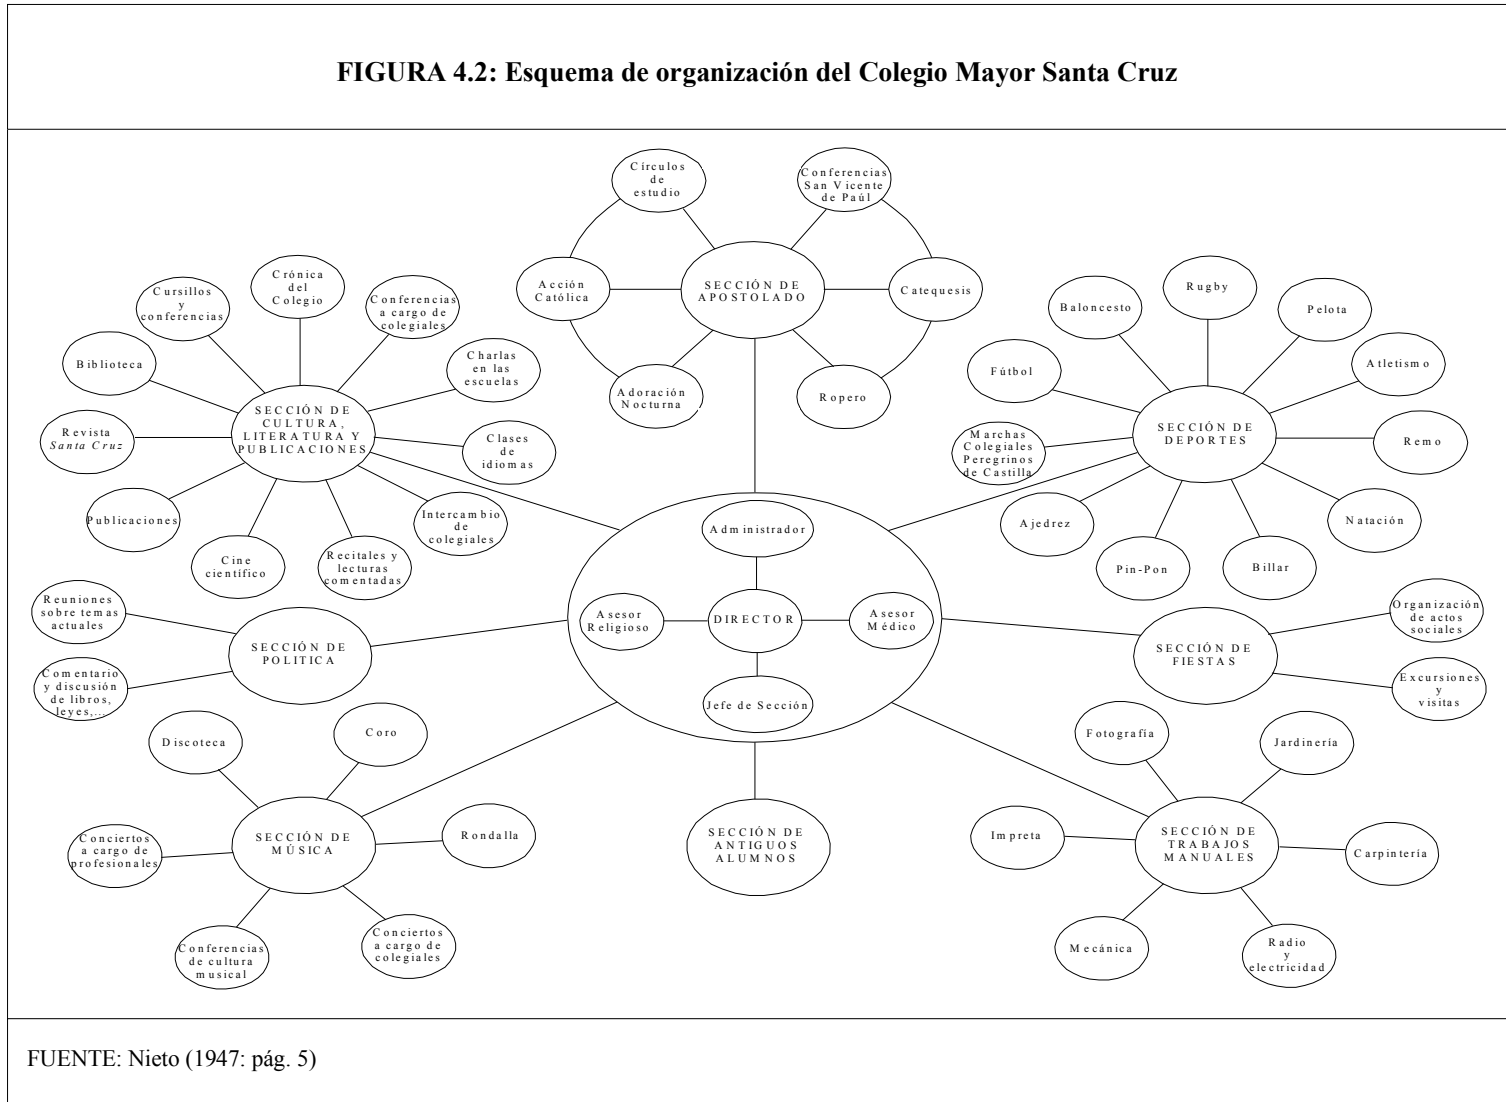 FIGURA 4.2: Esquema de organización del Colegio Mayor Santa Cruz
Círculos
de
estudio
Conferencias
San Vicente
de Paúl
Acción
Católica
SECCIÓN DE
APOSTOLADO
Catequesis
Adoración
Nocturna
Ropero
Crónica
del
Colegio
Cursillos
y
conferencias
Conferencias
a cargo de
colegiales
Biblioteca
Charlas
en las
escuelas
SECCIÓN DE
CULTURA,
LITERATURA Y
PUBLICACIONES
Revista
Santa Cruz
Clases
de
idiomas
Publicaciones
Intercambio
de
colegiales
Cine
científico
Recitales y
lecturas
comentadas
Rugby
Baloncesto
Pelota
Fútbol
Atletismo
SECCIÓN DE
DEPORTES
Marchas
Colegiales
Peregrinos
de Castilla
Remo
Ajedrez
Natación
Pin-Pon
Billar
Administrador
Asesor
Religioso
DIRECTOR
Asesor
Médico
Jefe de Sección
Reuniones
sobre temas
actuales
SECCIÓN DE
POLITICA
Comentario
y discusión
de libros,
leyes,...
Organización
de actos
sociales
SECCIÓN DE
FIESTAS
Excursiones
y
visitas
Discoteca
Coro
Conciertos
a cargo de
profesionales
SECCIÓN DE
MÚSICA
Rondalla
Conferencias
de cultura
musical
Conciertos
a cargo de
colegiales
SECCIÓN DE
ANTIGUOS
ALUMNOS
Fotografía
Jardinería
Impreta
SECCIÓN DE
TRABAJOS
MANUALES
Carpintería
Mecánica
Radio
y
electricidad
FUENTE: Nieto (1947: pág. 5)